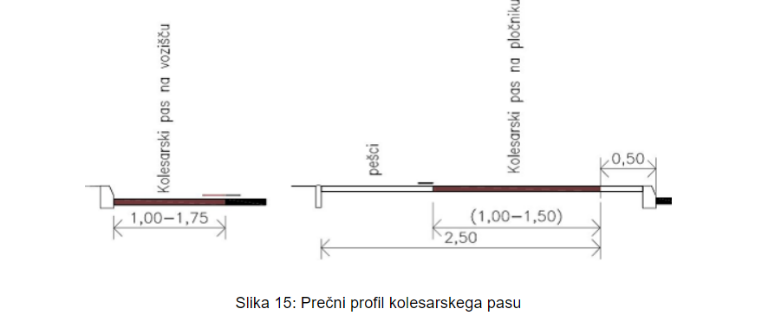 Kolesarski pas na vozišču
1,00–1,75
pešci
Kolesarski pas na pločniku
0,50
(1,00–1,50)
2,50
Slika 15: Prečni profil kolesarskega pasu